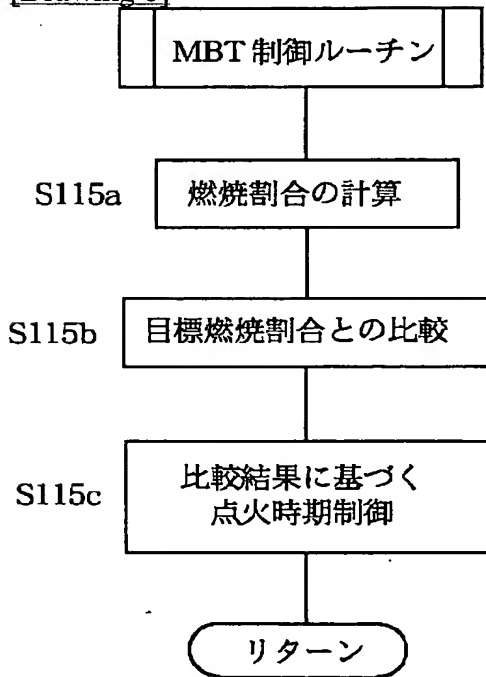 MBT制御ルーチン
S115a 燃焼割合の計算
S115b 目標燃焼割合との比較
S115c 比較結果に基づく
点火時期制御
リターン